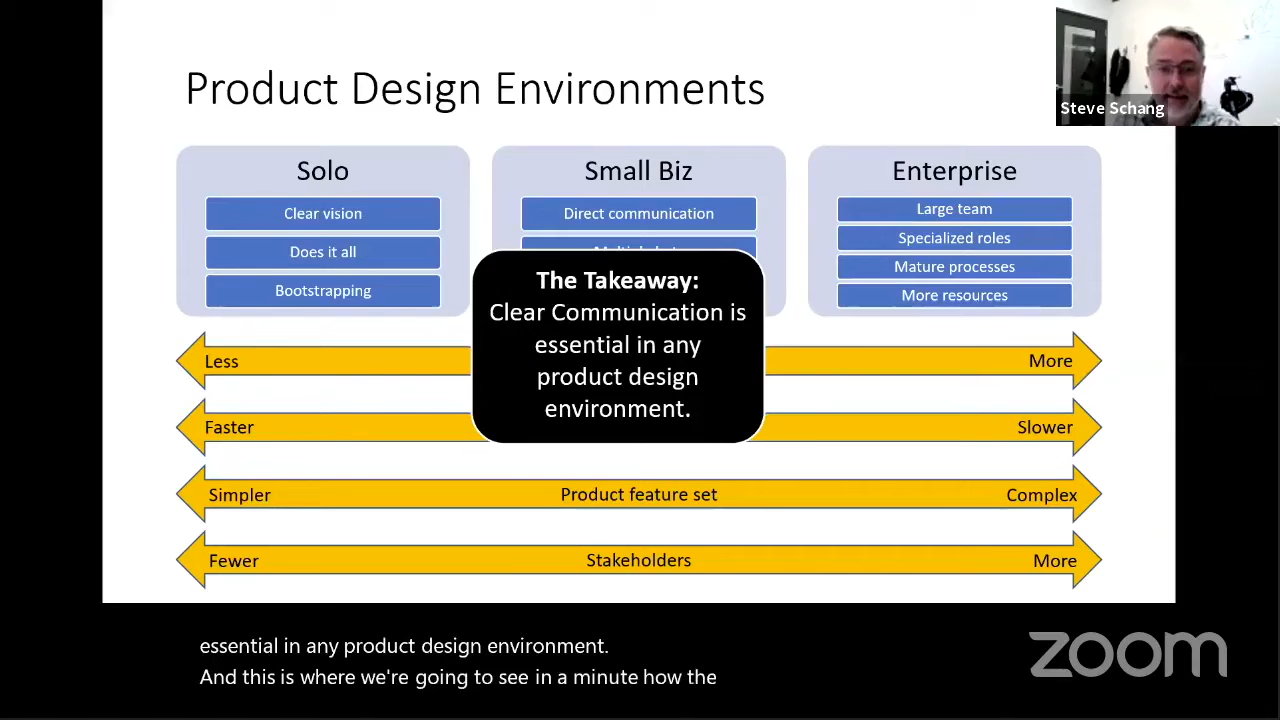 Product Design Environments
Steve Schang
Solo
Clear vision
Does it all
Bootstrapping
Small Biz
Direct communication
Enterprise
Large team
Specialized roles
Mature processes
More resources
The Takeaway:
Clear Communication is
essential in any
product design
environment.
Less
More
Faster
Slower
Simpler
Product feature set
Complex
Fewer
Stakeholders
More
essential in any product design environment.
And this is where we're going to see in a minute how the
zoom